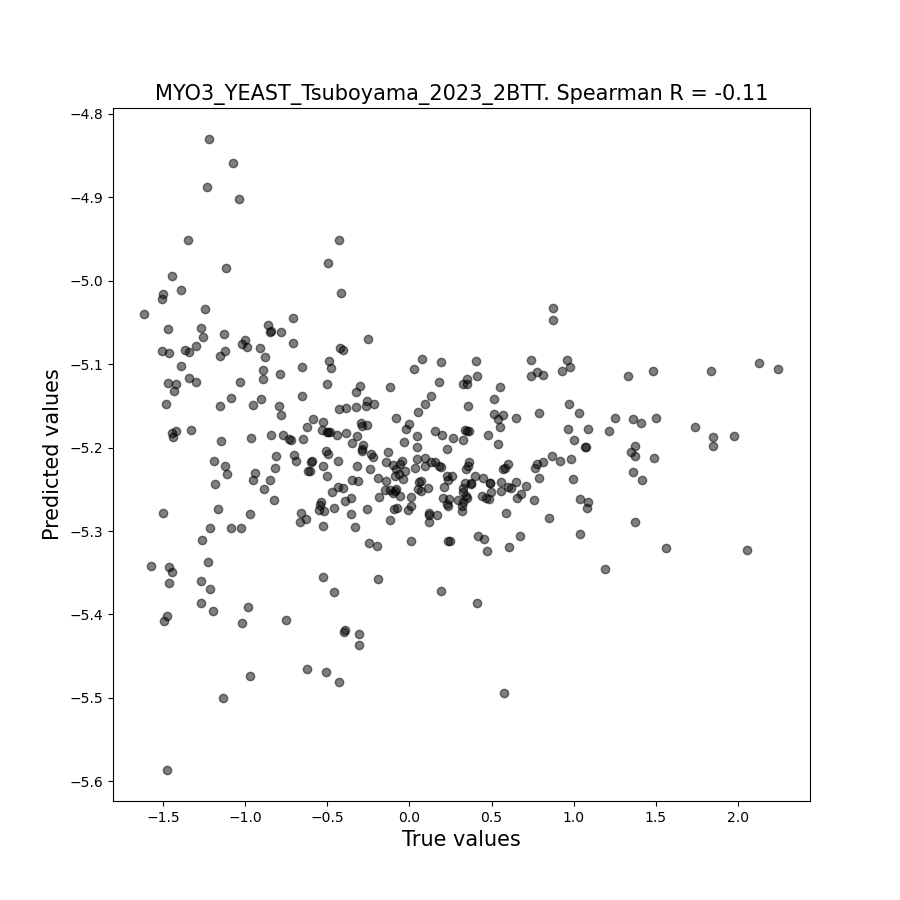 MYO3_YEAST_Tsuboyama_2023_2BTT. Spearman R = -0.11
−4.8
−4.9
−5.0
−5.1
−5.2
−5.3
−5.4
−5.5
−5.6
Predicted values
−1.5 −1.0 −0.5 0.0 0.5 1.0 1.5 2.0
True values